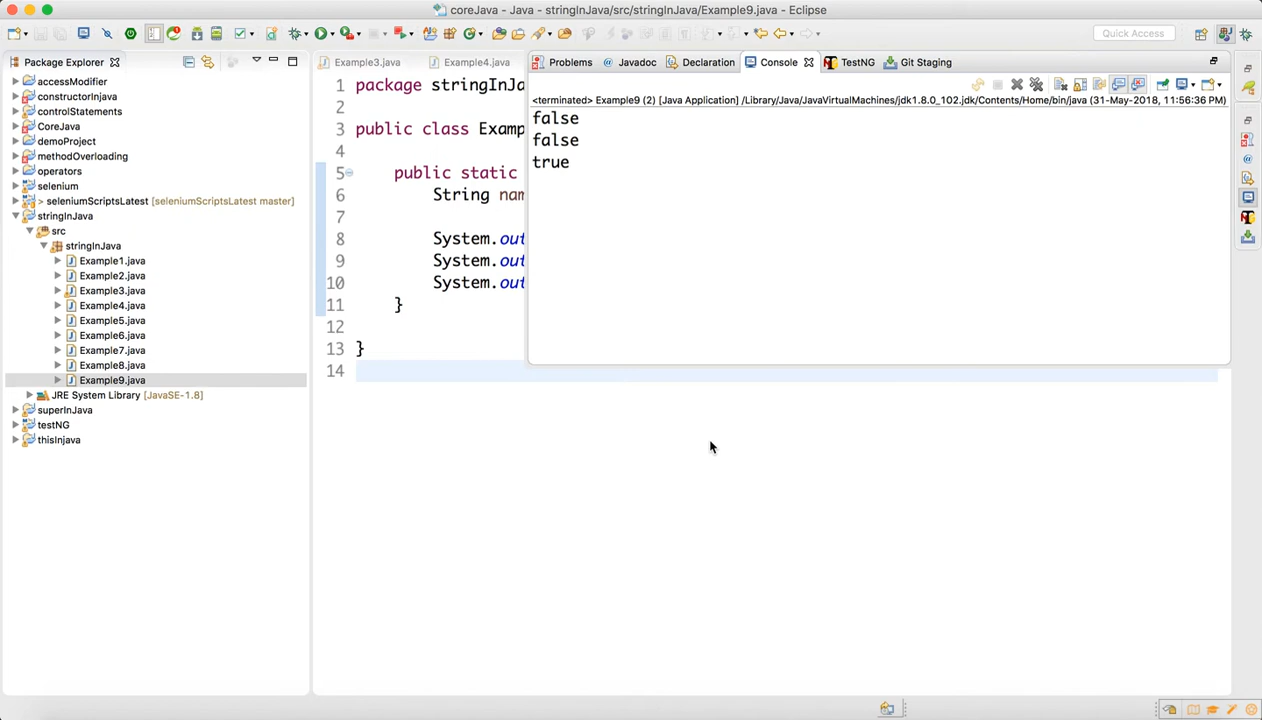 coreJava - Java - stringInJava/src/stringInJava/Example9.java - Eclipse
Quick Access
Package Explorer
accessModifier
constructorInjava
controlStatements
CoreJava
demoProject
methodOverloading
operators
selenium
> seleniumScriptsLatest [seleniumScriptsLatest master]
stringInJava
src
stringInJava
Example1.java
Example2.java
Example3.java
Example4.java
Example5.java
Example6.java
Example7.java
Example8.java
Example9.java
JRE System Library [JavaSE-1.8]
superInJava
testNG
thisInjava
Example3.java Example4.java
1 package stringInJa
2
3 public class Examp
4
5 public static
6 String nam
7
8 System.out
9 System.out
10 System.out
11 }
12
13 }
14
Problems @ Javadoc Declaration Console TestNG Git Staging
<terminated> Example9 (2) [Java Application] /Library/Java/JavaVirtualMachines/jdk1.8.0_102.jdk/Contents/Home/bin/java (31-May-2018, 11:56:36 PM)
false
false
true